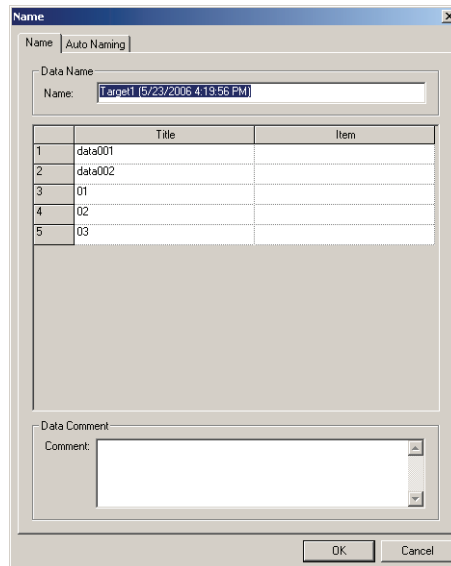 Name
Name Auto Naming
Data Name
Name: Target1 (5/23/2006 4:19:56 PM)
Title Item
1 data001
2 data002
3 01
4 02
5 03
Data Comment
Comment:
OK Cancel